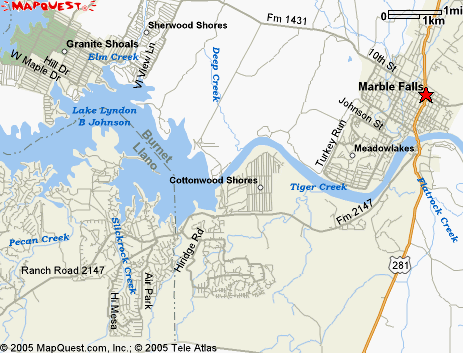 MAPQUEST
Sherwood Shores
Fm 1431
1mi
1km
Granite Shoals
W Maple Dr
Hill Dr
Elm Creek
Vi View Ln
Deep Creek
10th St
Marble Falls
Johnson St
Lake Lyndon
B Johnson
Burnet
Llano
Turkey Run
Meadowlakes
Cottonwood Shores
Tiger Creek
Flatrock Creek
Fm 2147
Pecan Creek
Slickrock Creek
Hiridge Rd
Ranch Road 2147
Air Park
Hi Mesa
281
© 2005 MapQuest.com, Inc.; © 2005 Tele Atlas